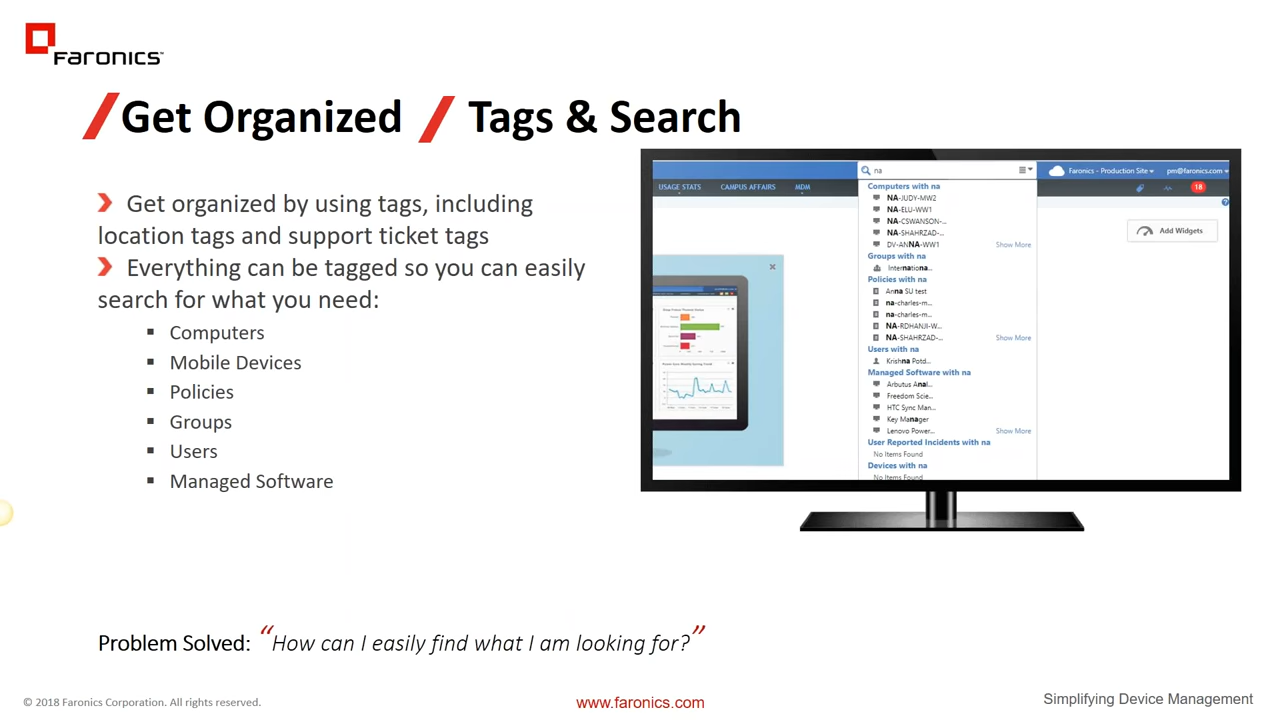 FARONICS™
Get Organized / Tags & Search
Get organized by using tags, including
location tags and support ticket tags
Everything can be tagged so you can easily
search for what you need:
Computers
Mobile Devices
Policies
Groups
Users
Managed Software
na
Faronics - Production Site
pm@faronics.com
USAGE STATS
CAMPUS AFFAIRS
MDM
18
Add Widgets
Computers with na
NA-JUDY-MW2
NA-ELU-WW1
NA-CSWANSON-...
NA-SHAHRZAD-...
DV-ANNA-WW1
Show More
Groups with na
Internationa...
Policies with na
Anna SU test
na-charles-m...
na-charles-m...
NA-RDHANJI-W...
NA-SHAHRZAD-...
Show More
Users with na
Krishna Potd...
Managed Software with na
Arbutus Anal...
Freedom Scie...
HTC Sync Man...
Key Manager
Lenovo Power...
Show More
User Reported Incidents with na
No Items Found
Devices with na
No Items Found
Problem Solved: “How can I easily find what I am looking for?”
© 2018 Faronics Corporation. All rights reserved.
www.faronics.com
Simplifying Device Management